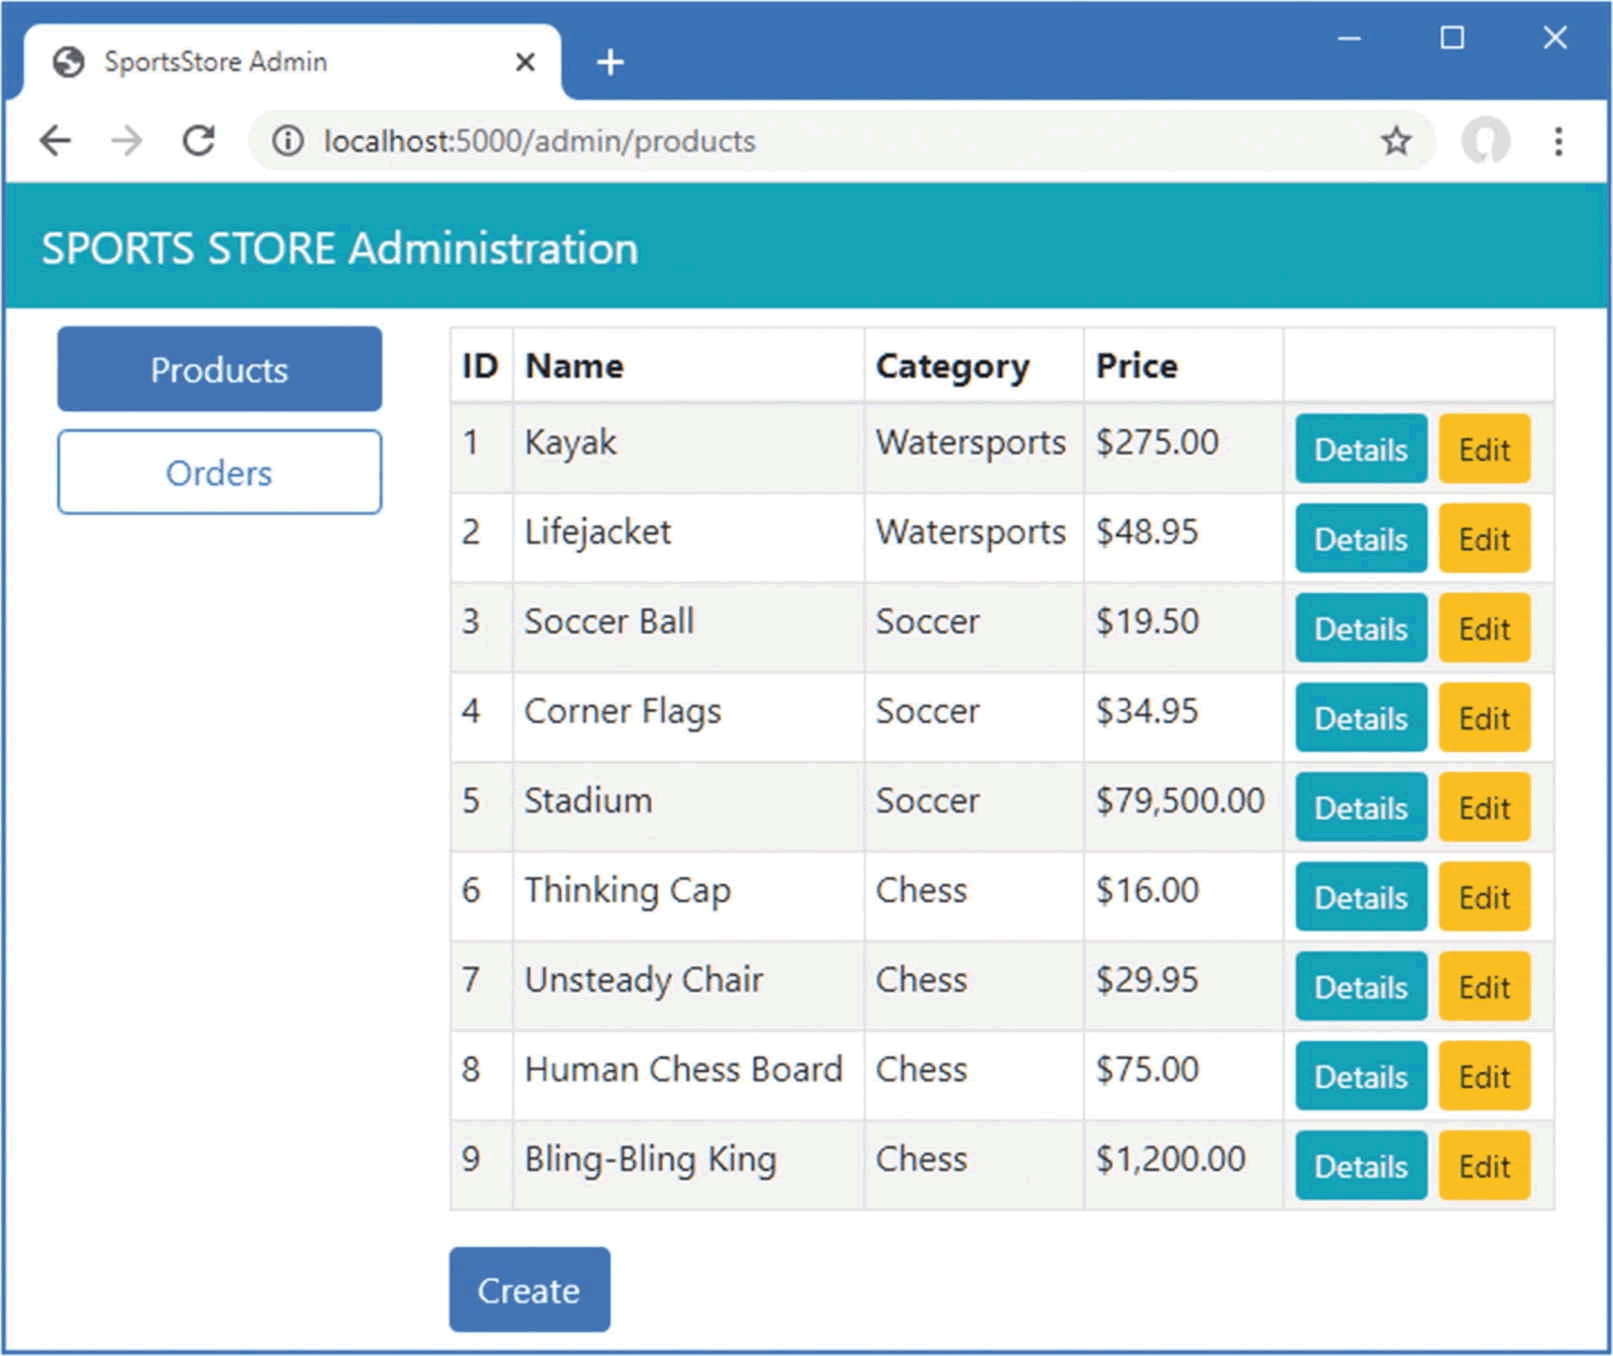 SportsStore Admin
localhost:5000/admin/products
SPORTS STORE Administration
Products
Orders
ID Name Category Price
1 Kayak Watersports $275.00 Details Edit
2 Lifejacket Watersports $48.95 Details Edit
3 Soccer Ball Soccer $19.50 Details Edit
4 Corner Flags Soccer $34.95 Details Edit
5 Stadium Soccer $79,500.00 Details Edit
6 Thinking Cap Chess $16.00 Details Edit
7 Unsteady Chair Chess $29.95 Details Edit
8 Human Chess Board Chess $75.00 Details Edit
9 Bling-Bling King Chess $1,200.00 Details Edit
Create